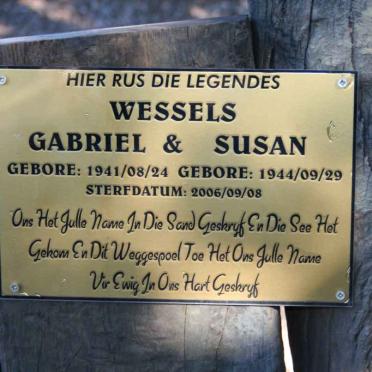 HIER RUS DIE LEGENDES
WESSELS
GABRIEL & SUSAN
GEBORE: 1941/08/24 GEBORE: 1944/09/29
STERFDATUM: 2006/09/08
Ons Het Julle Name In Die Sand Geskryf En Die See Het
Gekom En Dit Weggespoel Toe Het Ons Julle Name
Vir Ewig In Ons Hart Geskryf